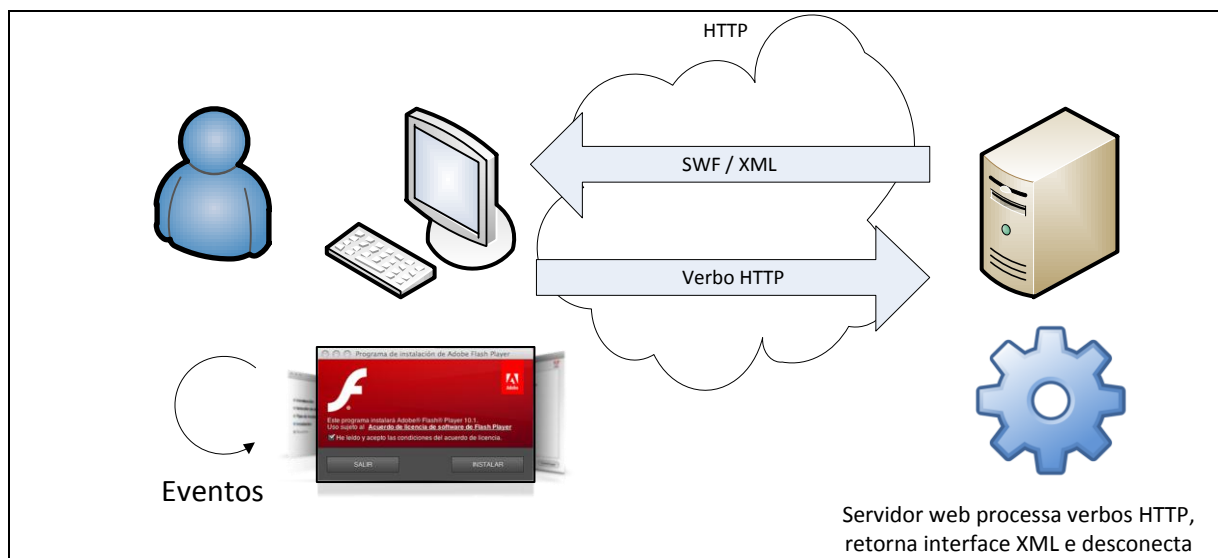 HTTP
SWF / XML
Verbo HTTP
Programa de instalación de Adobe Flash Player
Adobe
Este programa instalará Adobe® Flash® Player 10.1.
Uso sujeto al Acuerdo de licencia de software de Flash Player
He leído y acepto las condiciones del acuerdo de licencia.
SALIR
INSTALAR
Eventos
Servidor web processa verbos HTTP,
retorna interface XML e desconecta